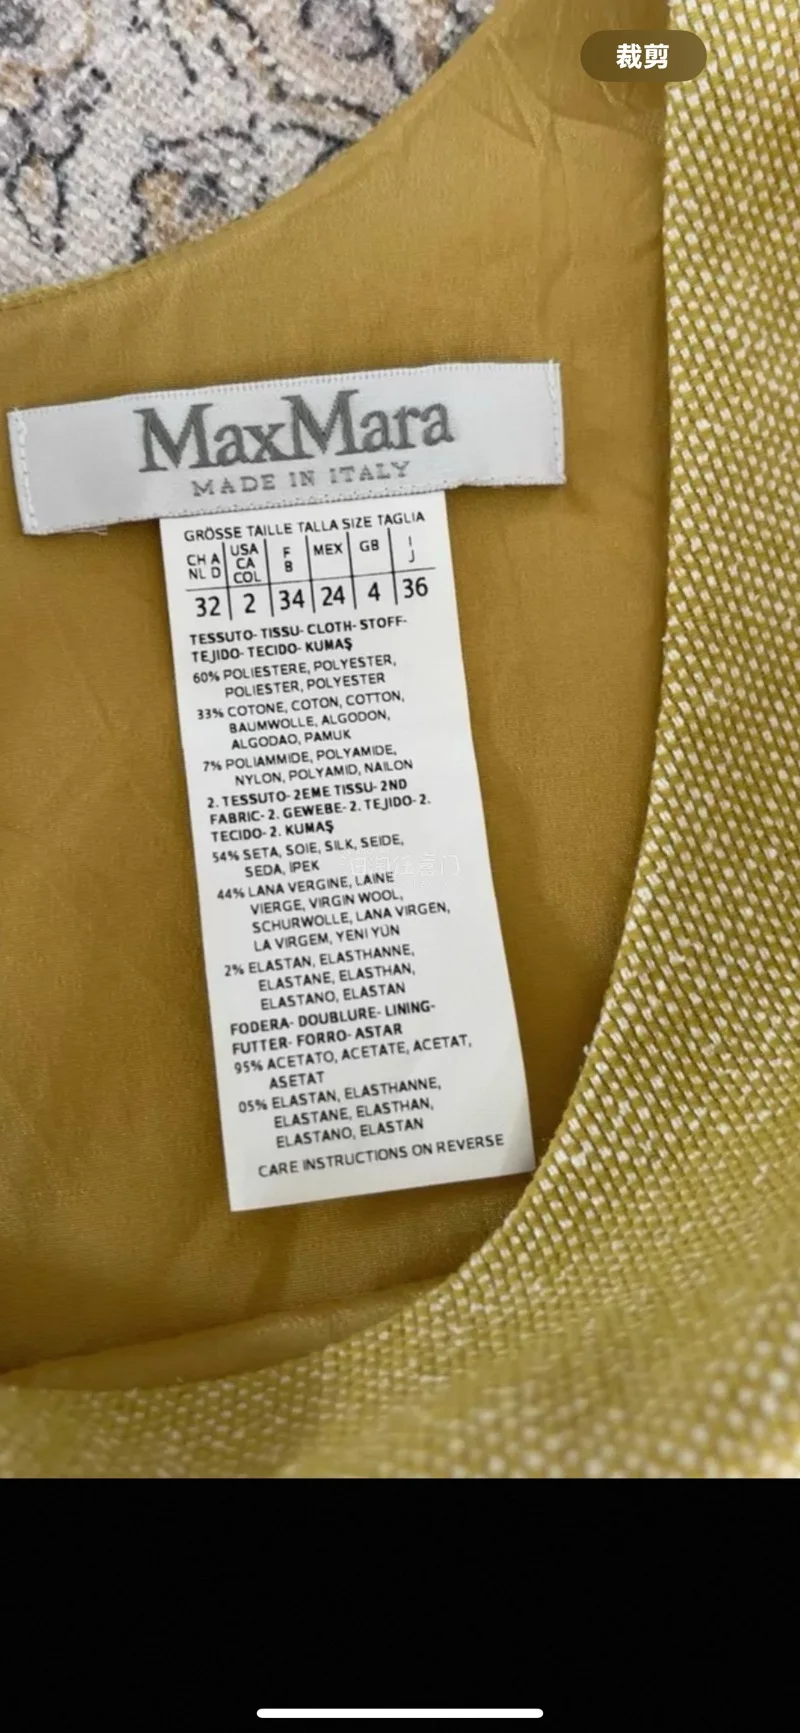 裁剪
MaxMara
MADE IN ITALY
GRÖSSE TAILLE TALLA SIZE TAGLIA
CH A NL D USA CA COL F B MEX GB I J
32 2 34 24 4 36
TESSUTO- TISSU- CLOTH- STOFF-
TEJIDO- TECIDO- KUMAŞ
60% POLIESTERE, POLYESTER,
POLIESTER, POLYESTER
33% COTONE, COTON, COTTON,
BAUMWOLLE, ALGODON,
ALGODAO, PAMUK
7% POLIAMMIDE, POLYAMIDE,
NYLON, POLYAMID, NAILON
2. TESSUTO- 2EME TISSU- 2ND
FABRIC- 2. GEWEBE- 2. TEJIDO- 2.
TECIDO- 2. KUMAŞ
54% SETA, SOIE, SILK, SEIDE,
SEDA, İPEK
44% LANA VERGINE, LAINE
VIERGE, VIRGIN WOOL,
SCHURWOLLE, LANA VIRGEN,
LA VIRGEM, YENI YÜN
2% ELASTAN, ELASTHANNE,
ELASTANE, ELASTHAN,
ELASTANO, ELASTAN
FODERA- DOUBLURE- LINING-
FUTTER- FORRO- ASTAR
95% ACETATO, ACETATE, ACETAT,
ASETAT
05% ELASTAN, ELASTHANNE,
ELASTANE, ELASTHAN,
ELASTANO, ELASTAN
CARE INSTRUCTIONS ON REVERSE